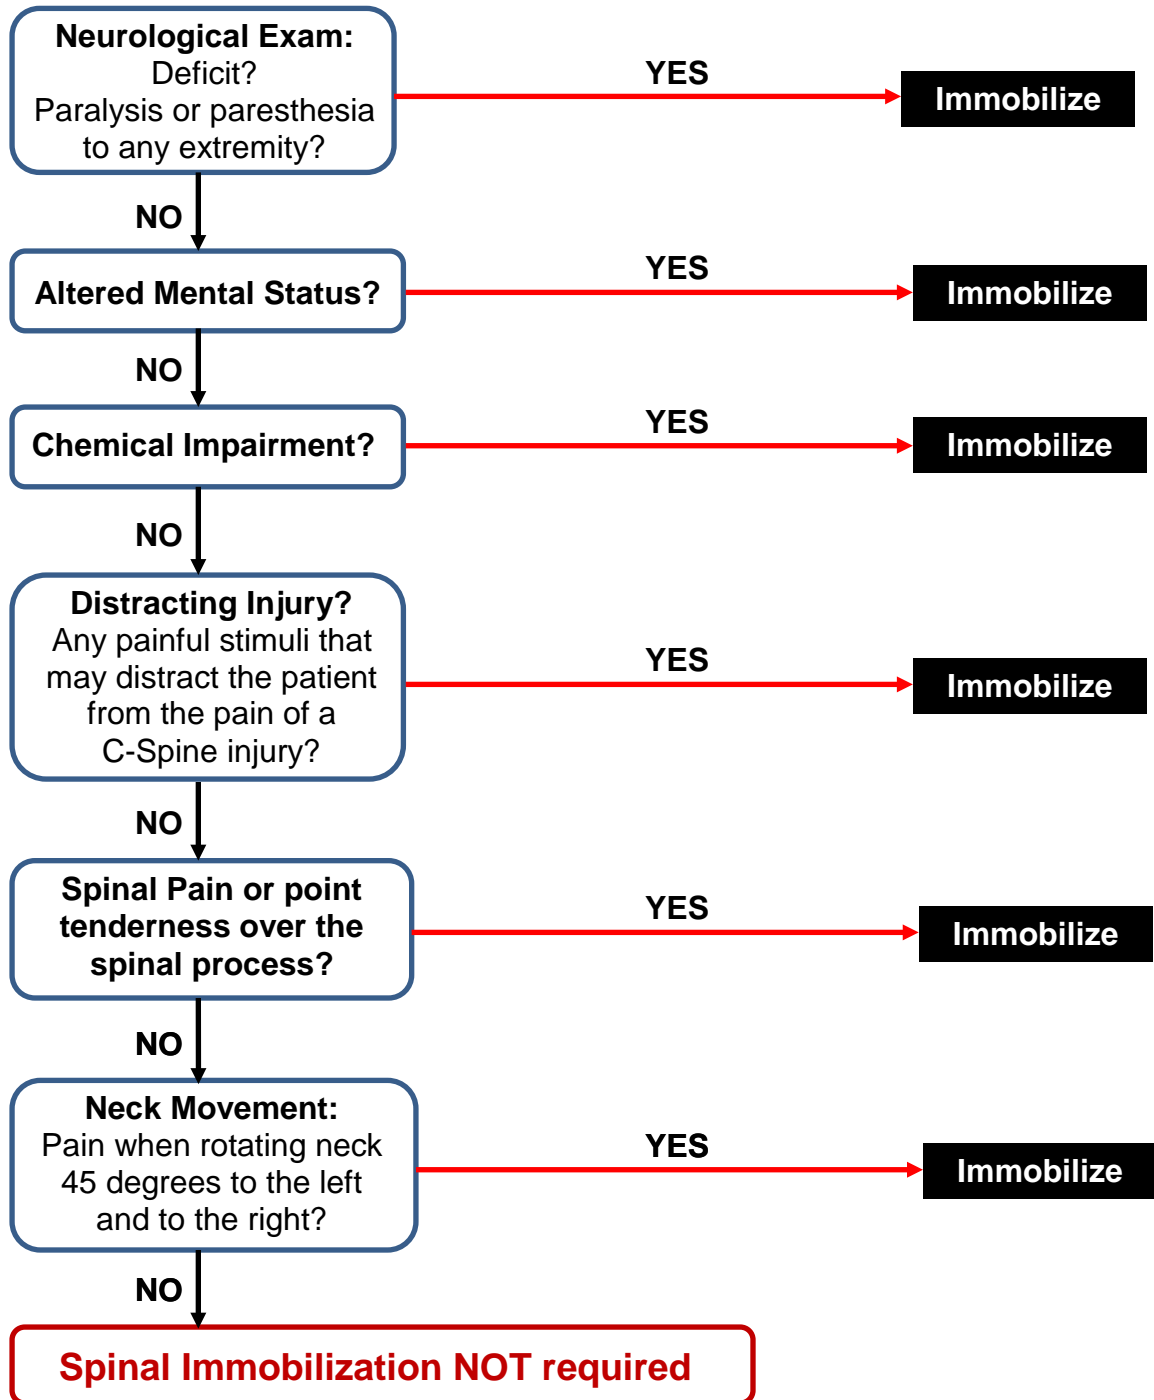 Neurological Exam:
Deficit?
Paralysis or paresthesia
to any extremity?
YES
Immobilize
NO
Altered Mental Status?
YES
Immobilize
NO
Chemical Impairment?
YES
Immobilize
NO
Distracting Injury?
Any painful stimuli that
may distract the patient
from the pain of a
C-Spine injury?
YES
Immobilize
NO
Spinal Pain or point
tenderness over the
spinal process?
YES
Immobilize
NO
Neck Movement:
Pain when rotating neck
45 degrees to the left
and to the right?
YES
Immobilize
NO
Spinal Immobilization NOT required